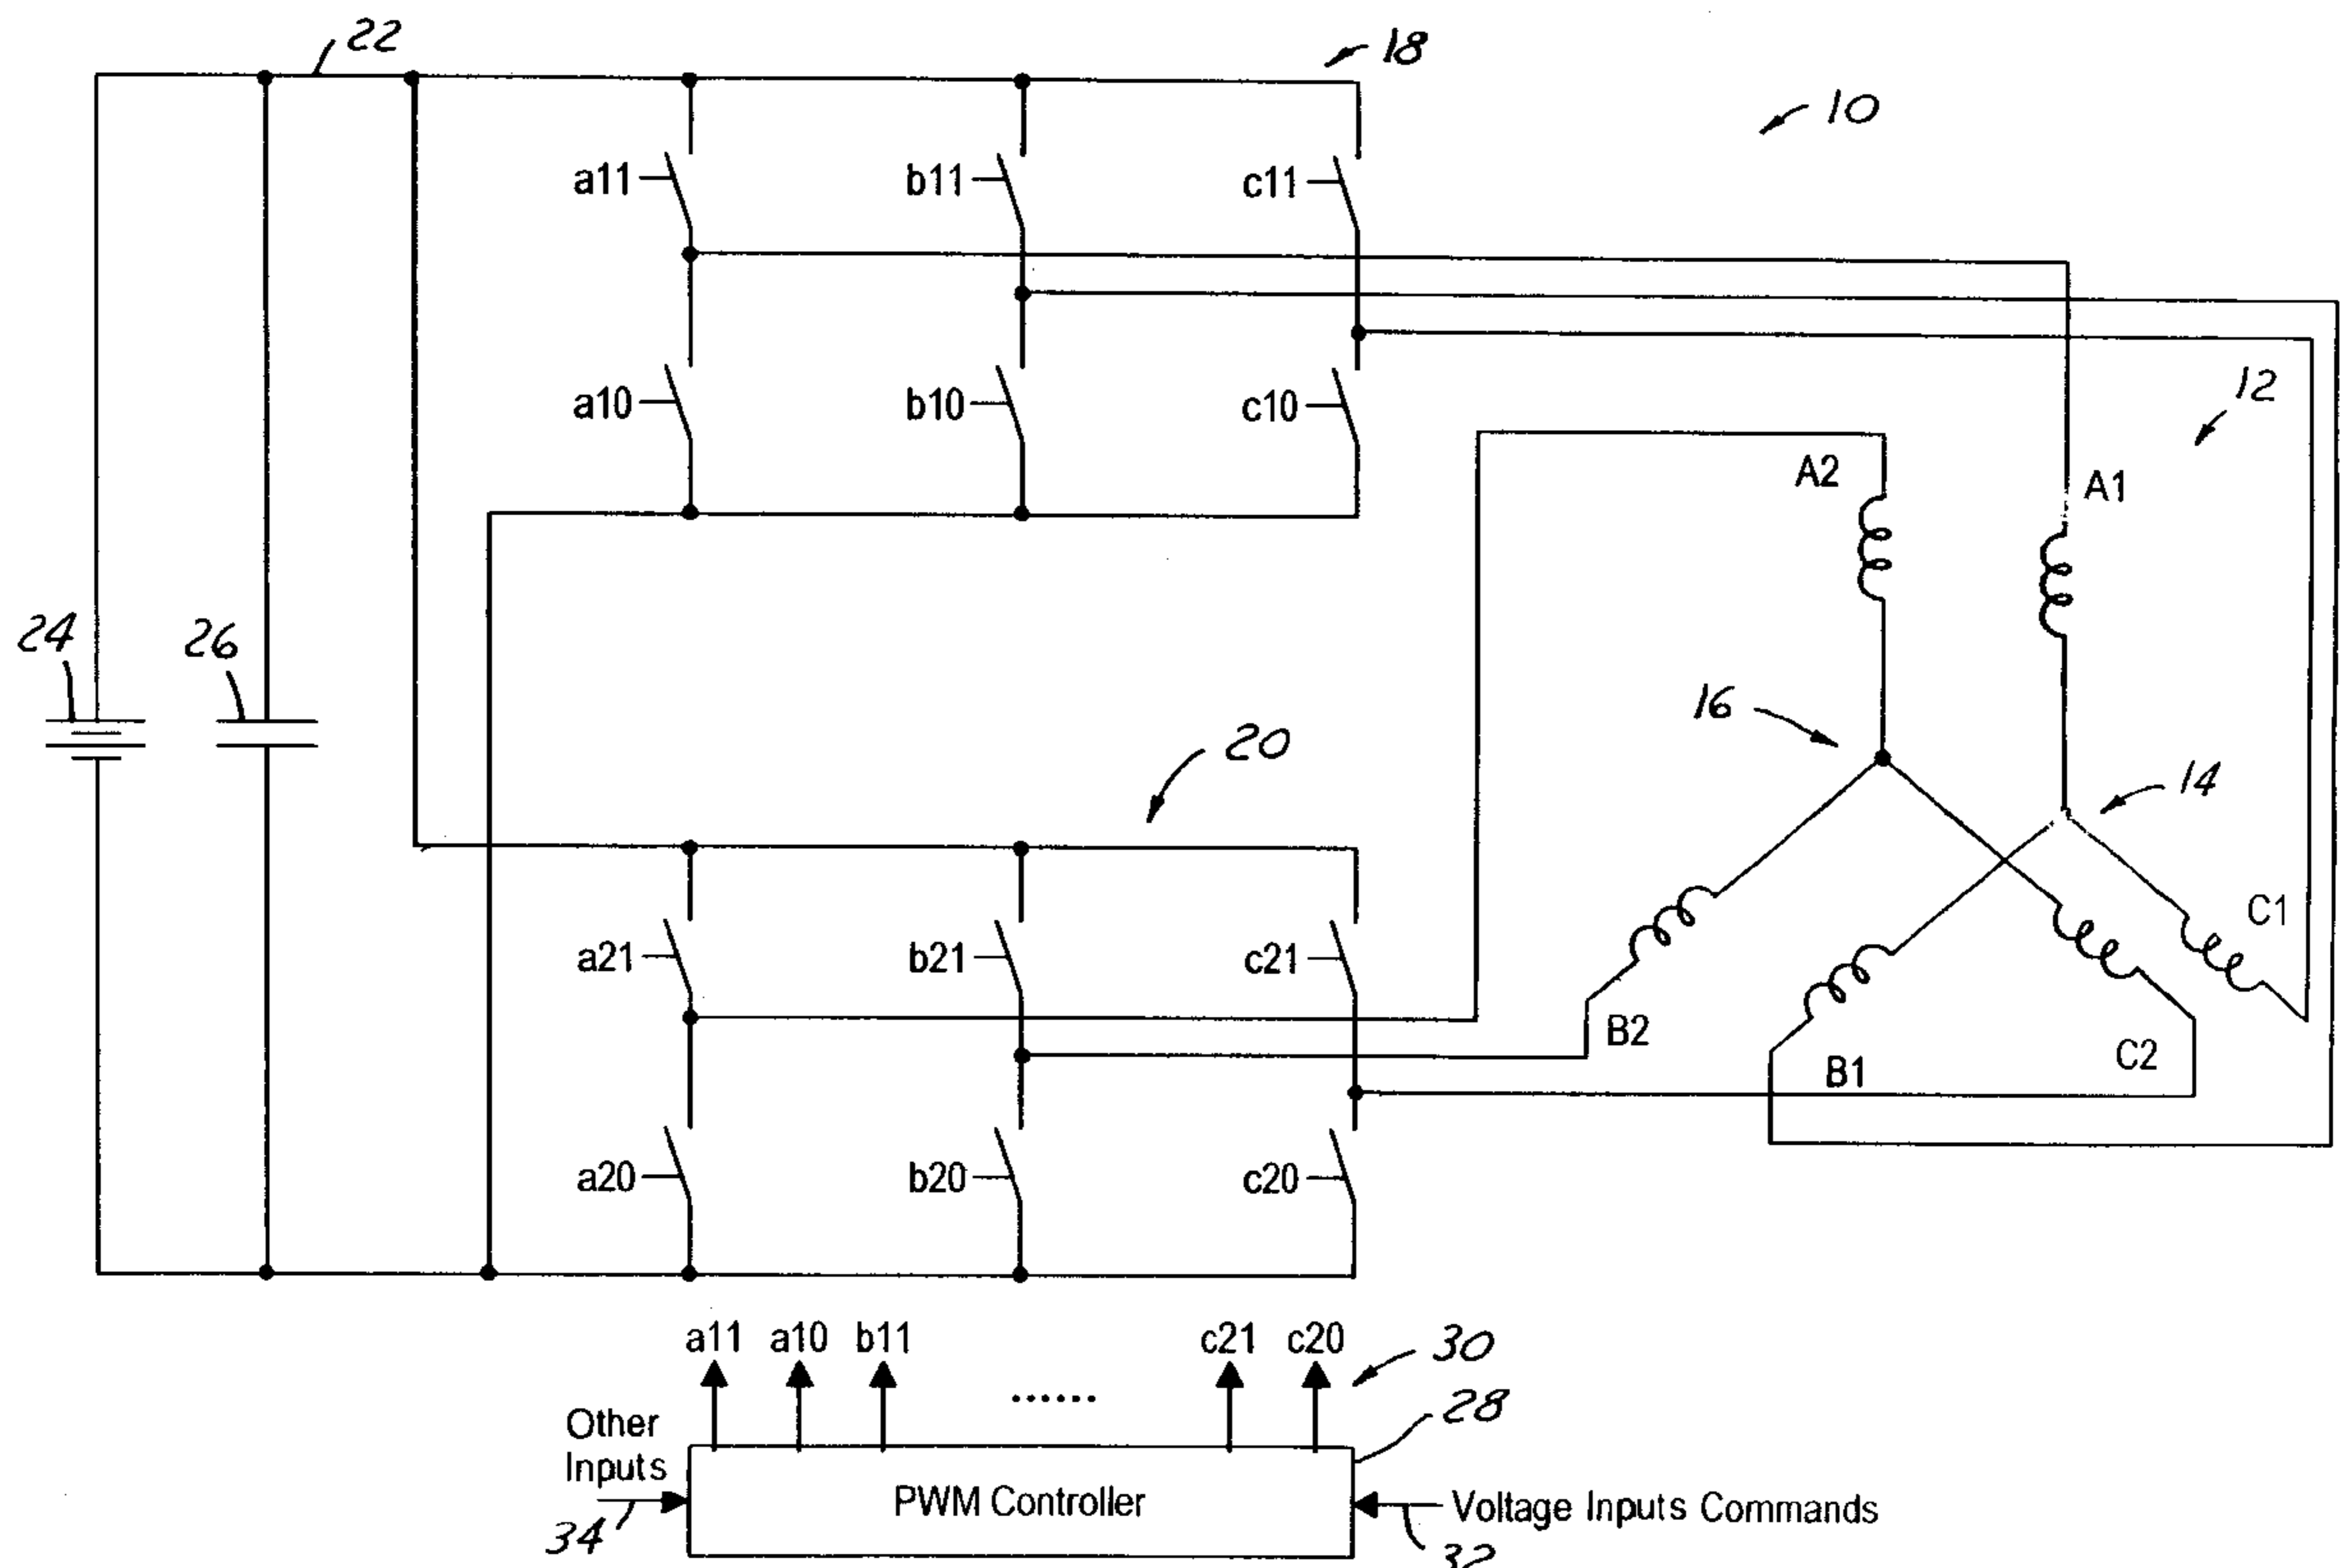 22
18
10
a11
b11
c11
a10
b10
c10
12
A2
A1
24
26
16
20
14
a21
b21
c21
C1
B2
B1
C2
a20
b20
c20
a11 a10 b11 ...... c21 c20
30
28
Other
Inputs
PWM Controller
Voltage Inputs Commands
34
32